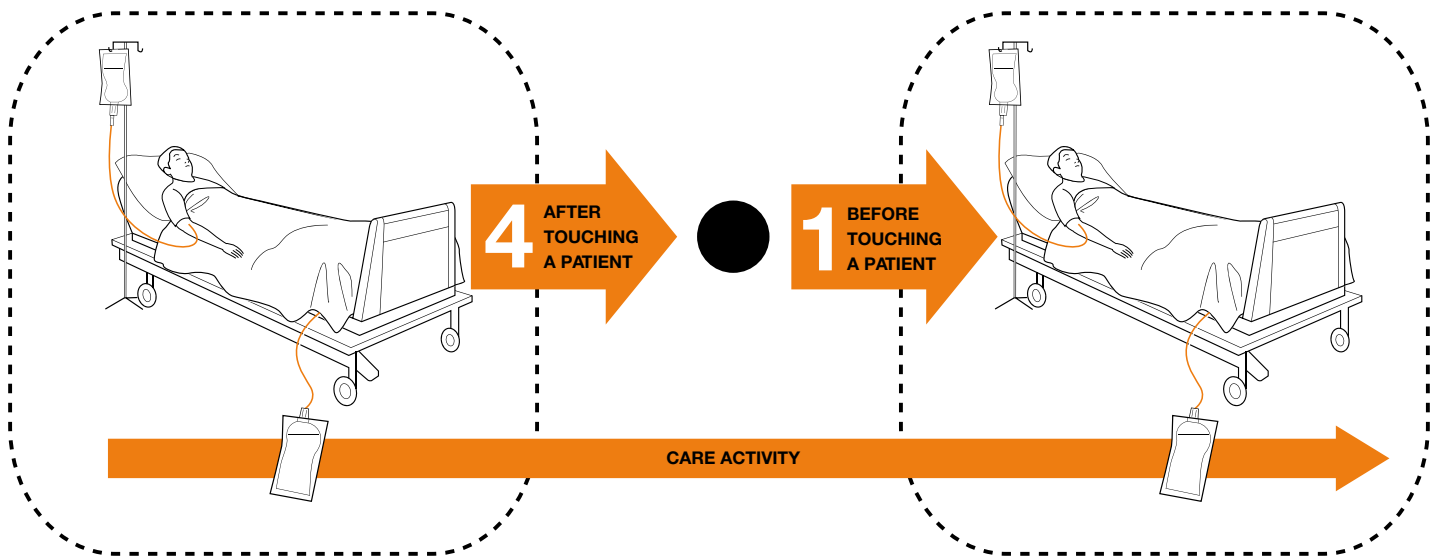 4
AFTER
TOUCHING
A PATIENT
1
BEFORE
TOUCHING
A PATIENT
CARE ACTIVITY